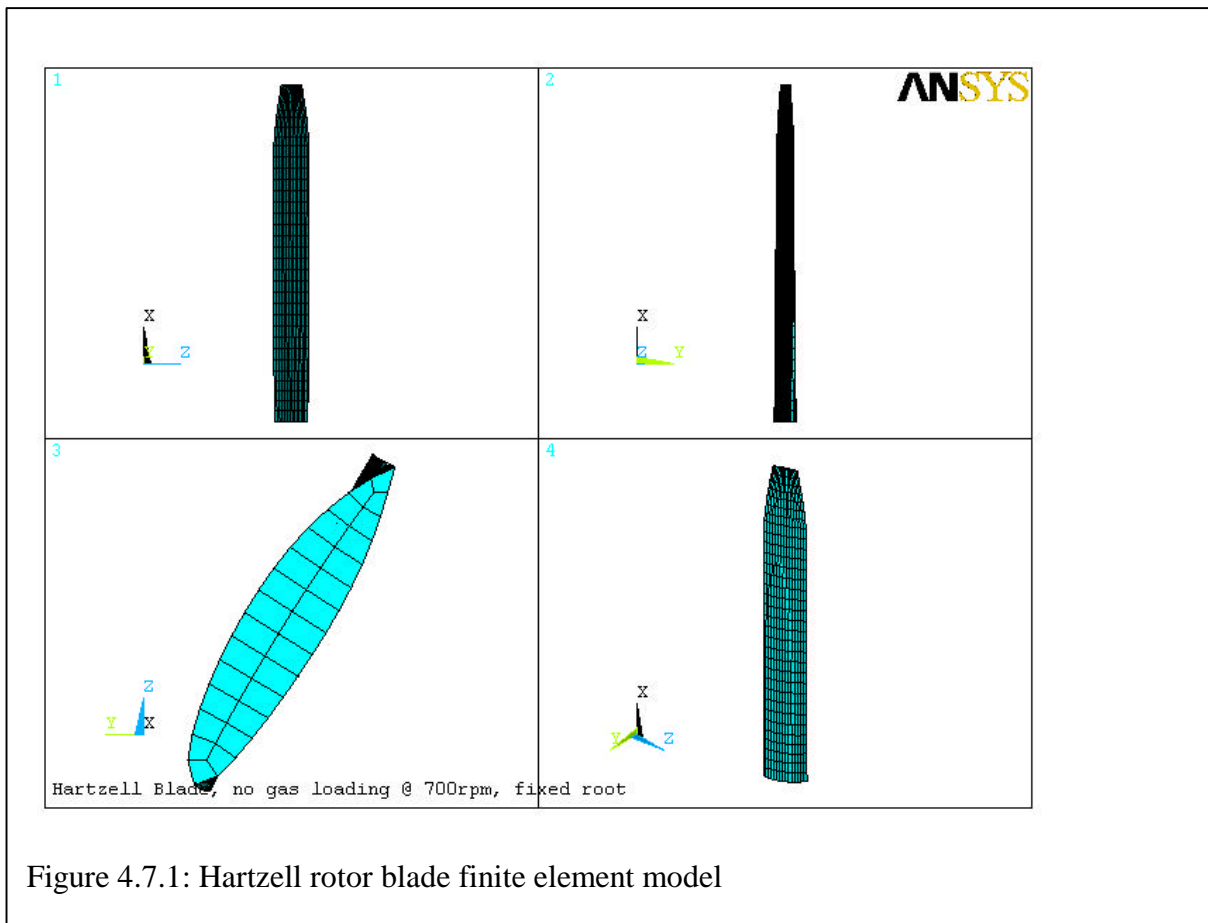 1
2
ANSYS
X
Y Z
X
Z Y
3
4
Z
Y X
X
Y Z
Hartzell Blade, no gas loading @ 700rpm, fixed root
Figure 4.7.1: Hartzell rotor blade finite element model